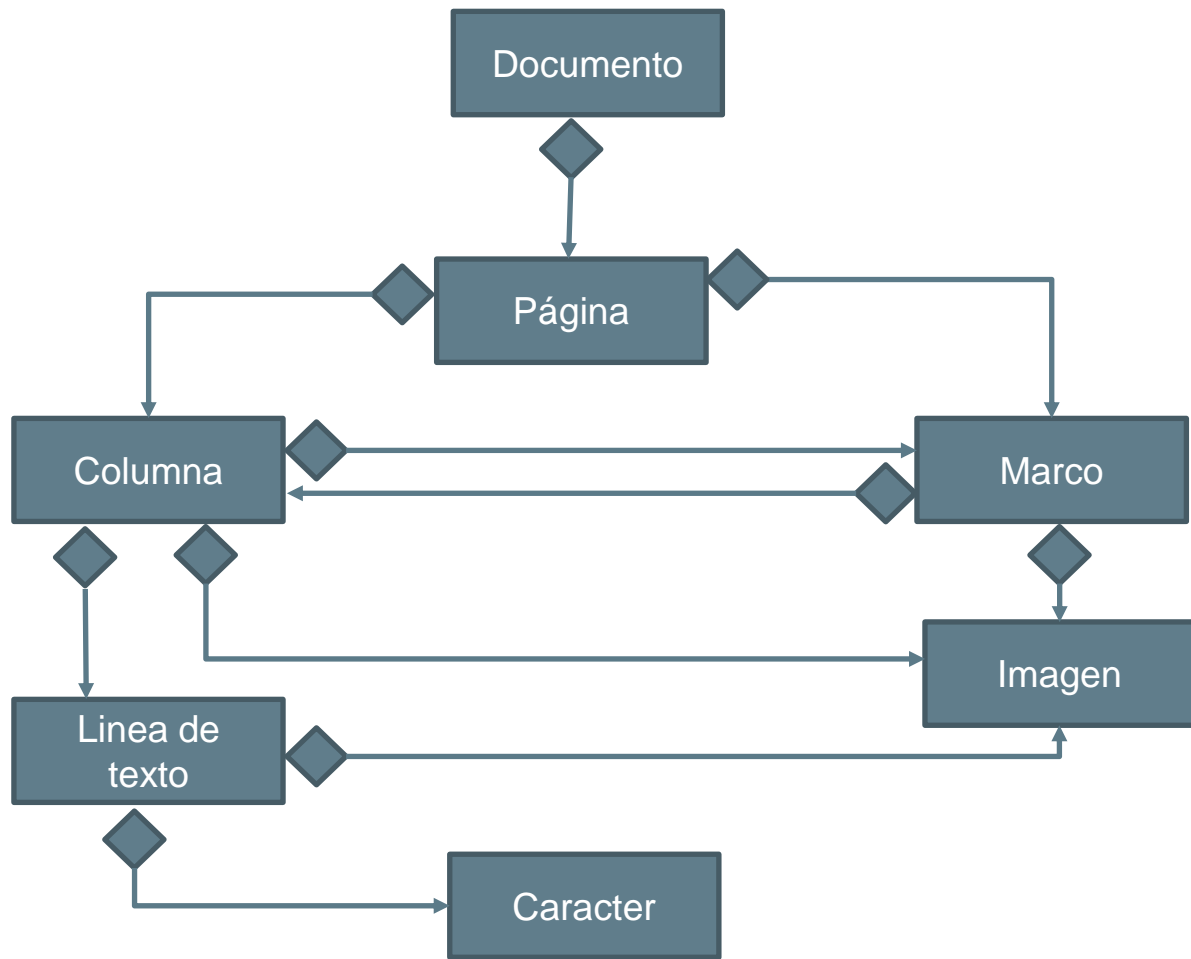 Documento
Página
Columna
Marco
Imagen
Linea de
texto
Caracter